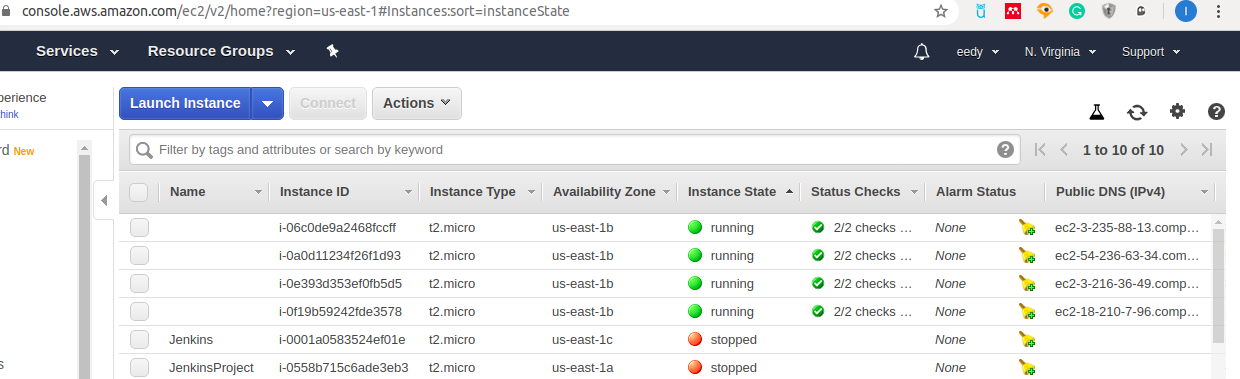 console.aws.amazon.com/ec2/v2/home?region=us-east-1#Instances:sort=instanceState
Services Resource Groups eedy N. Virginia Support
perience
think
Launch Instance Connect Actions
rd New
Filter by tags and attributes or search by keyword
1 to 10 of 10
Name Instance ID Instance Type Availability Zone Instance State Status Checks Alarm Status Public DNS (IPv4)
i-06c0de9a2468fccff t2.micro us-east-1b running 2/2 checks ... None ec2-3-235-88-13.comp...
i-0a0d11234f26f1d93 t2.micro us-east-1b running 2/2 checks ... None ec2-54-236-63-34.com...
i-0e393d353ef0fb5d5 t2.micro us-east-1b running 2/2 checks ... None ec2-3-216-36-49.comp...
i-0f19b59242fde3578 t2.micro us-east-1b running 2/2 checks ... None ec2-18-210-7-96.comp...
Jenkins i-0001a0583524ef01e t2.micro us-east-1c stopped None
JenkinsProject i-0558b715c6ade3eb3 t2.micro us-east-1a stopped None
s